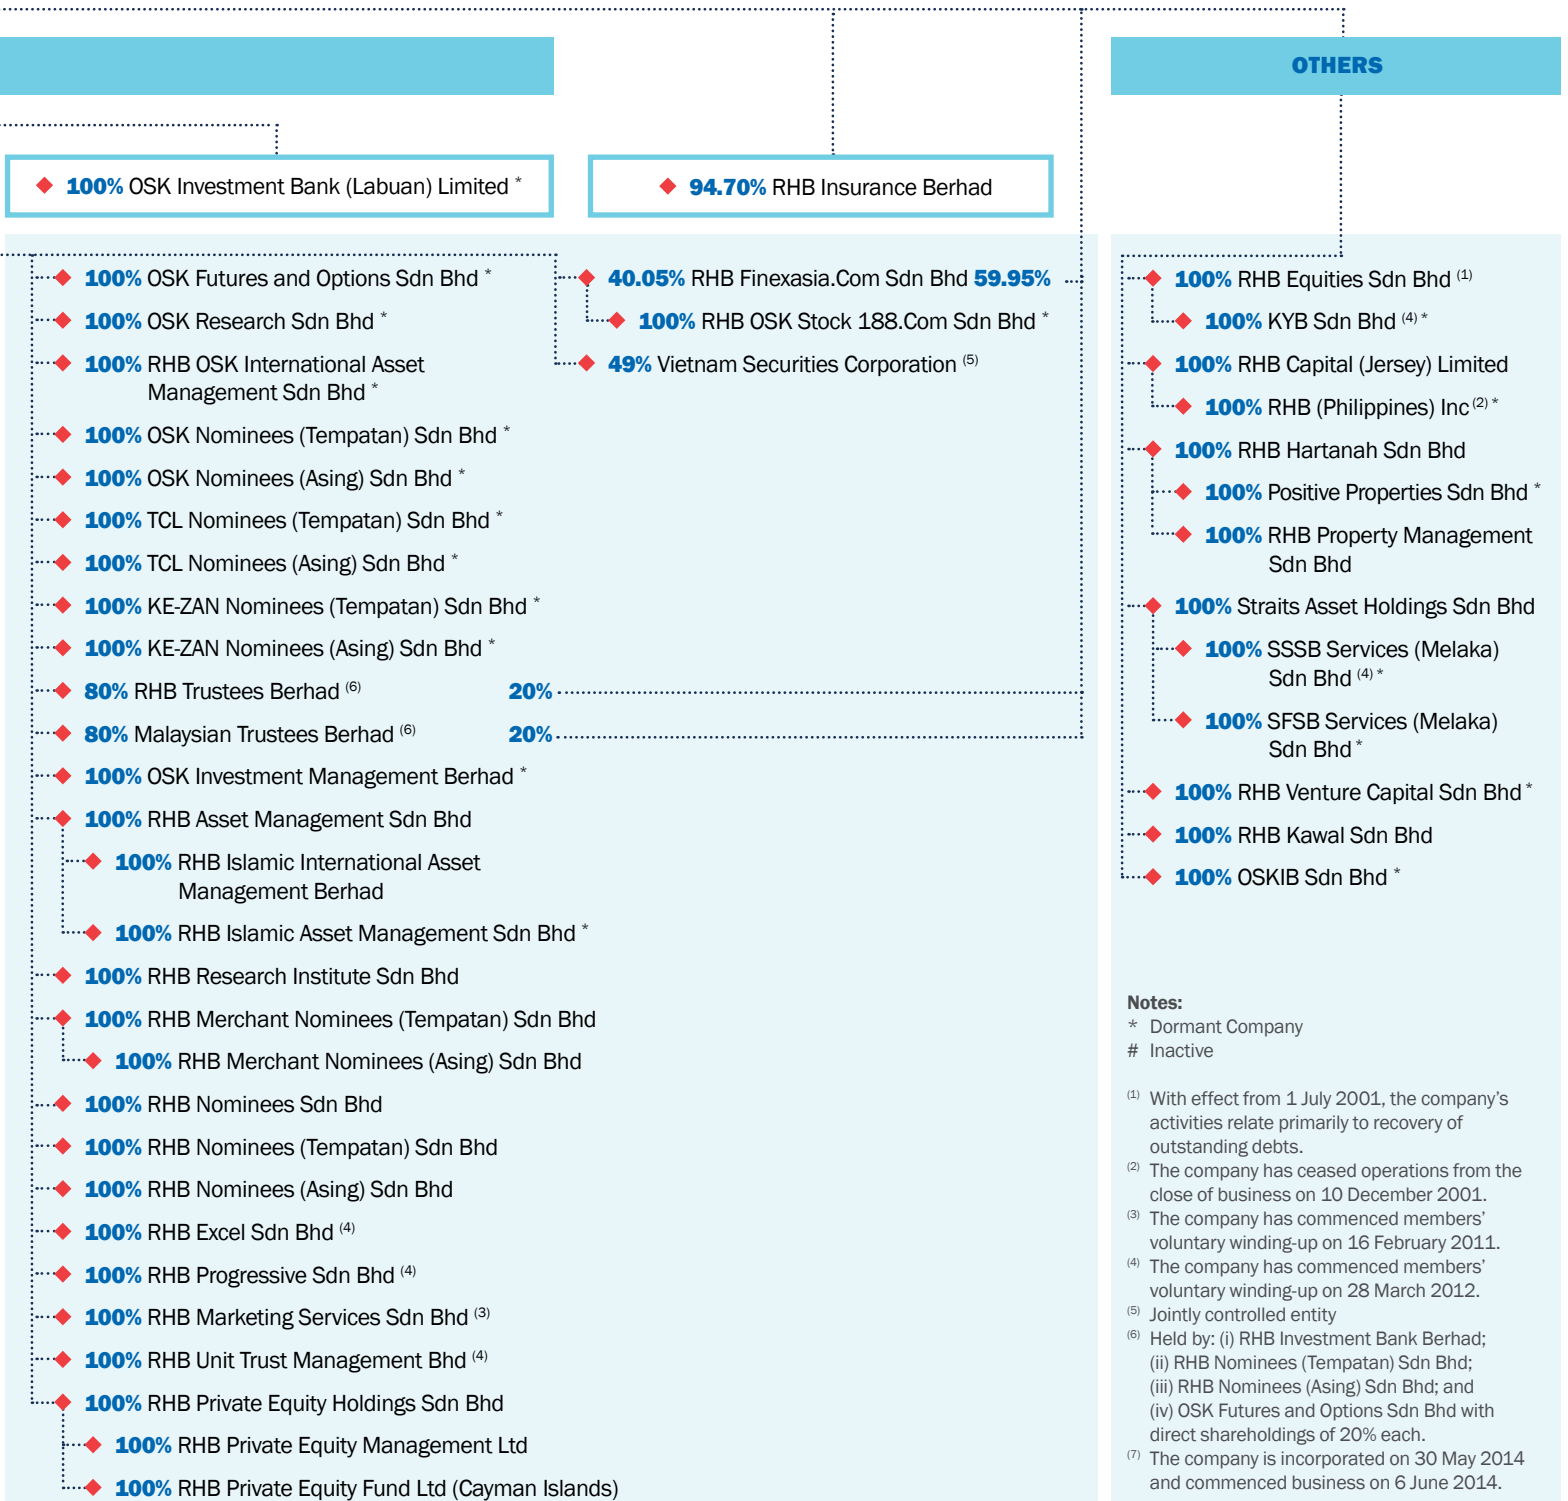 OTHERS
100% OSK Investment Bank (Labuan) Limited *
94.70% RHB Insurance Berhad
100% OSK Futures and Options Sdn Bhd *
100% OSK Research Sdn Bhd *
100% RHB OSK International Asset
Management Sdn Bhd *
100% OSK Nominees (Tempatan) Sdn Bhd *
100% OSK Nominees (Asing) Sdn Bhd *
100% TCL Nominees (Tempatan) Sdn Bhd *
100% TCL Nominees (Asing) Sdn Bhd *
100% KE-ZAN Nominees (Tempatan) Sdn Bhd *
100% KE-ZAN Nominees (Asing) Sdn Bhd *
80% RHB Trustees Berhad (6) 20%
80% Malaysian Trustees Berhad (6) 20%
100% OSK Investment Management Berhad *
100% RHB Asset Management Sdn Bhd
100% RHB Islamic International Asset
Management Berhad
100% RHB Islamic Asset Management Sdn Bhd *
100% RHB Research Institute Sdn Bhd
100% RHB Merchant Nominees (Tempatan) Sdn Bhd
100% RHB Merchant Nominees (Asing) Sdn Bhd
100% RHB Nominees Sdn Bhd
100% RHB Nominees (Tempatan) Sdn Bhd
100% RHB Nominees (Asing) Sdn Bhd
100% RHB Excel Sdn Bhd (4)
100% RHB Progressive Sdn Bhd (4)
100% RHB Marketing Services Sdn Bhd (3)
100% RHB Unit Trust Management Bhd (4)
100% RHB Private Equity Holdings Sdn Bhd
100% RHB Private Equity Management Ltd
100% RHB Private Equity Fund Ltd (Cayman Islands)
40.05% RHB Finexasia.Com Sdn Bhd 59.95%
100% RHB OSK Stock 188.Com Sdn Bhd *
49% Vietnam Securities Corporation (5)
100% RHB Equities Sdn Bhd (1)
100% KYB Sdn Bhd (4) *
100% RHB Capital (Jersey) Limited
100% RHB (Philippines) Inc (2) *
100% RHB Hartanah Sdn Bhd
100% Positive Properties Sdn Bhd *
100% RHB Property Management
Sdn Bhd
100% Straits Asset Holdings Sdn Bhd
100% SSSB Services (Melaka)
Sdn Bhd (4) *
100% SFSB Services (Melaka)
Sdn Bhd *
100% RHB Venture Capital Sdn Bhd *
100% RHB Kawal Sdn Bhd
100% OSKIB Sdn Bhd *
Notes:
* Dormant Company
# Inactive
(1) With effect from 1 July 2001, the company's
activities relate primarily to recovery of
outstanding debts.
(2) The company has ceased operations from the
close of business on 10 December 2001.
(3) The company has commenced members'
voluntary winding-up on 16 February 2011.
(4) The company has commenced members'
voluntary winding-up on 28 March 2012.
(5) Jointly controlled entity
(6) Held by: (i) RHB Investment Bank Berhad;
(ii) RHB Nominees (Tempatan) Sdn Bhd;
(iii) RHB Nominees (Asing) Sdn Bhd; and
(iv) OSK Futures and Options Sdn Bhd with
direct shareholdings of 20% each.
(7) The company is incorporated on 30 May 2014
and commenced business on 6 June 2014.